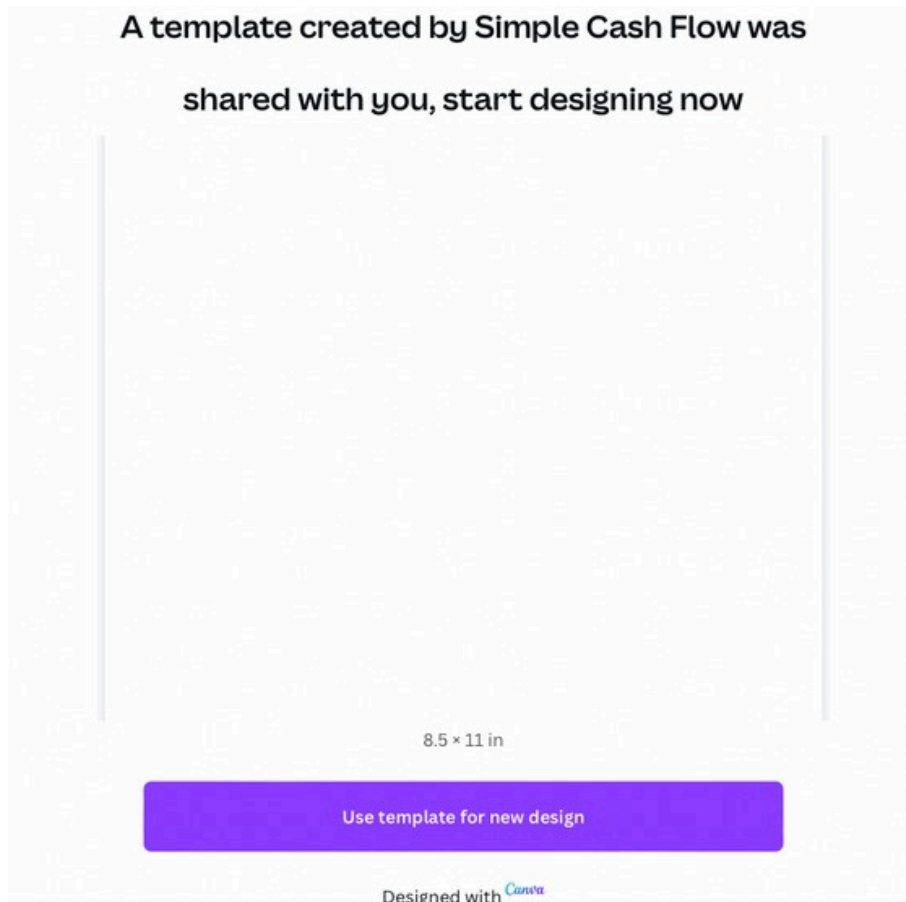 A template created by Simple Cash Flow was
shared with you, start designing now
8.5 × 11 in
Use template for new design
Designed with Canva